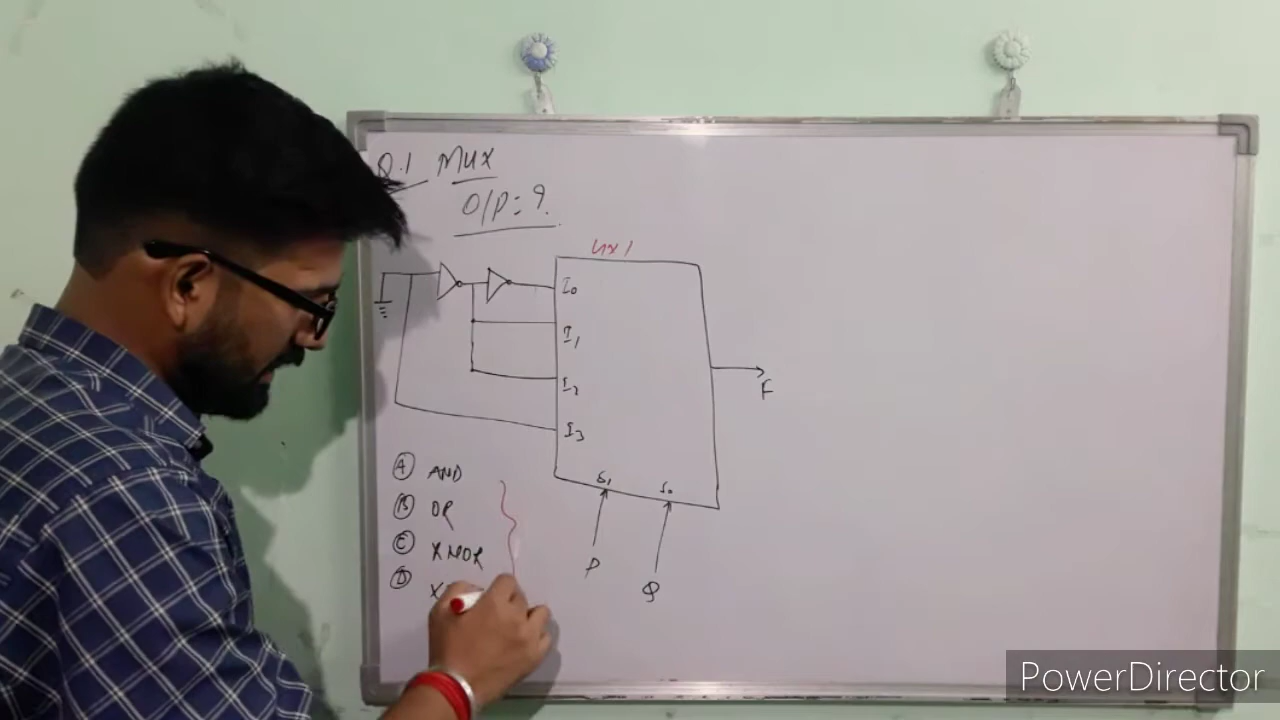 Q.1 MUX
O/P = ?
4x1
I0
I1
I2
I3
F
S1 S0
P
Q
A AND
B OR
C XNOR
D
PowerDirector